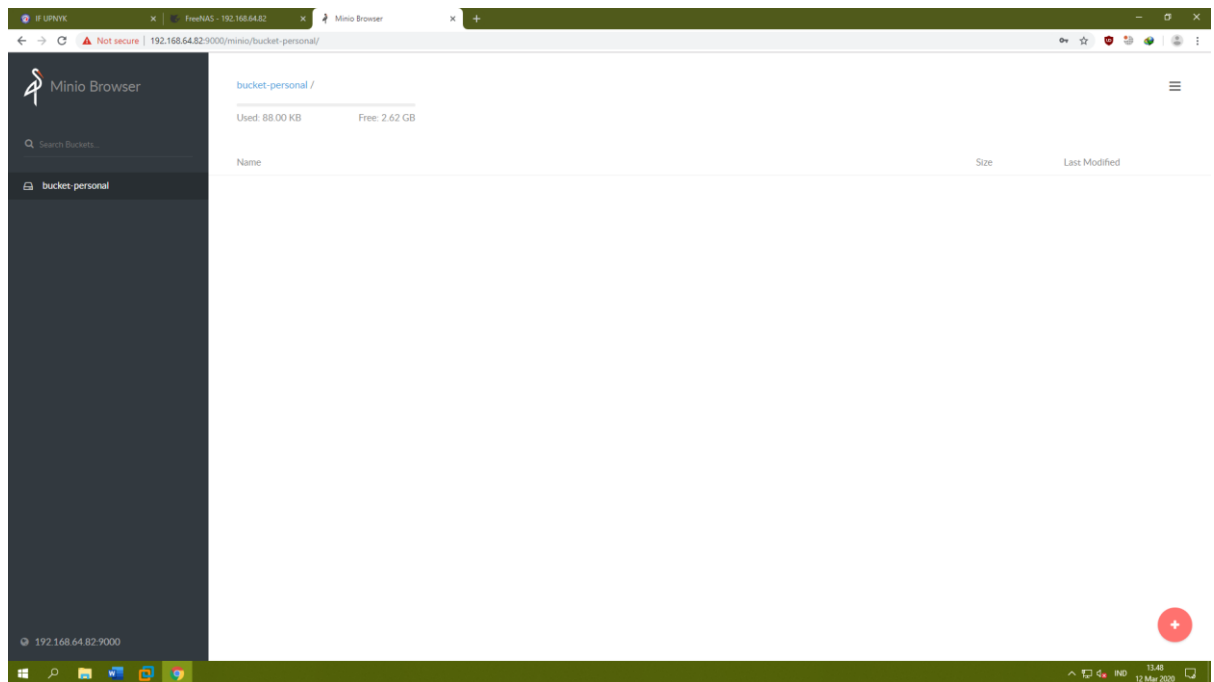 IF UPNYK
FreeNAS - 192.168.64.82
Minio Browser
Not secure | 192.168.64.82:9000/minio/bucket-personal/
Minio Browser
Search Buckets...
bucket-personal
192.168.64.82:9000
bucket-personal /
Used: 88.00 KB Free: 2.62 GB
Name Size Last Modified
IND
13.48
12 Mar 2020